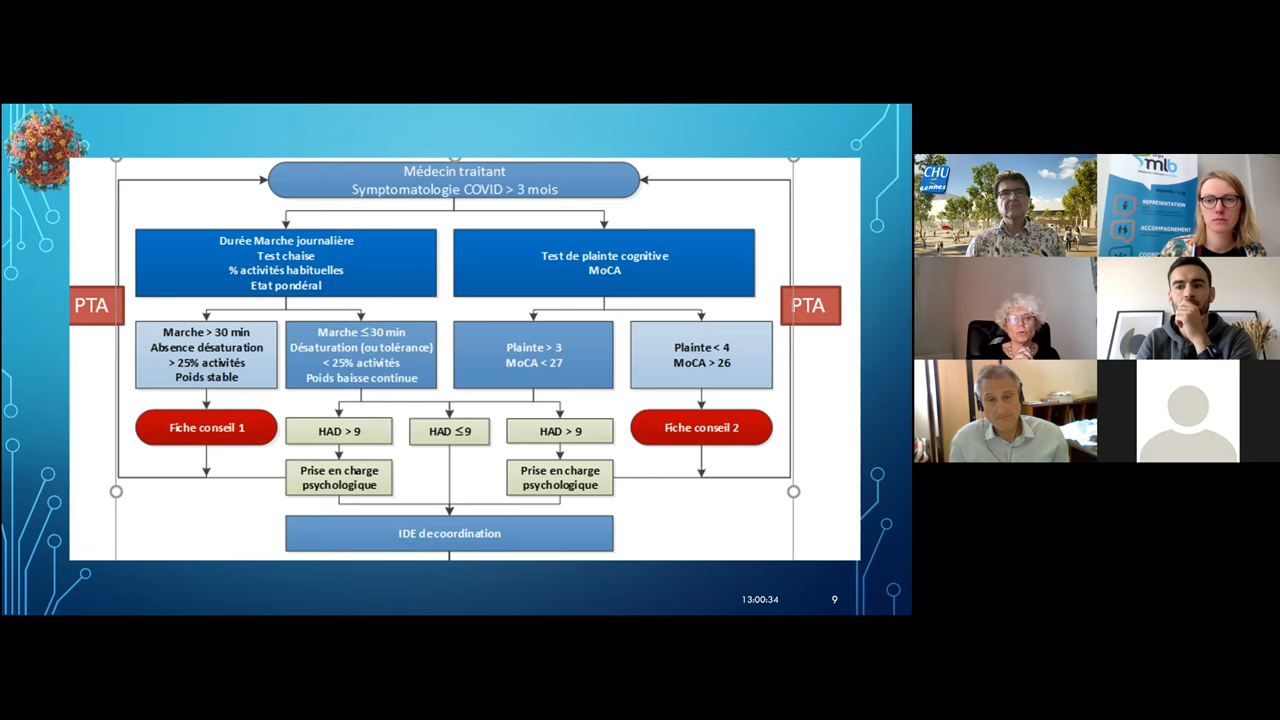 Médecin traitant
Symptomatologie COVID > 3 mois
Durée Marche journalière
Test chaise
% activités habituelles
Etat pondéral
Test de plainte cognitive
MoCA
PTA
PTA
Marche > 30 min
Absence désaturation
> 25% activités
Poids stable
Marche ≤30 min
Désaturation (ou tolérance)
< 25% activités
Poids baisse continue
Plainte > 3
MoCA < 27
Plainte < 4
MoCA > 26
Fiche conseil 1
HAD > 9
HAD ≤ 9
HAD > 9
Fiche conseil 2
Prise en charge
psychologique
Prise en charge
psychologique
IDE de coordination
13:00:34
9
CHU
Rennes
mlb
REPRÉSENTATION
ACCOMPAGNEMENT